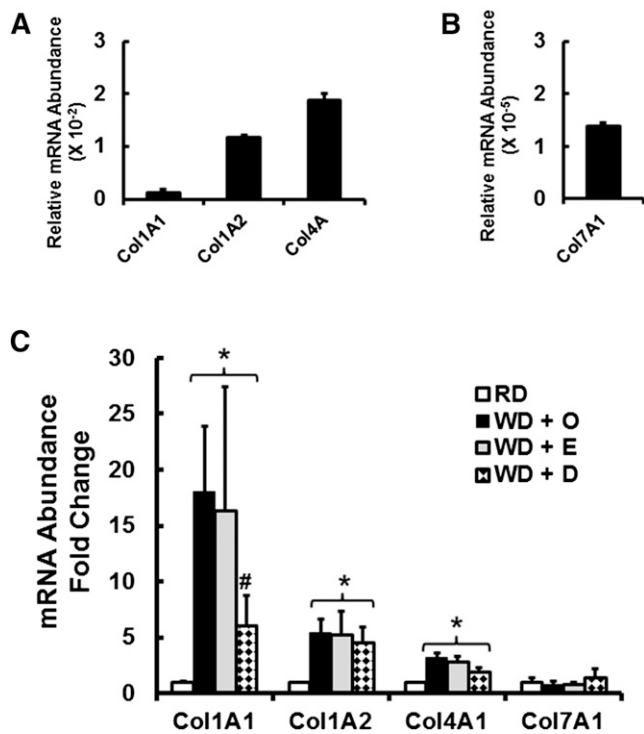 A
Relative mRNA Abundance
(X 10⁻²)
3
2
1
0
Col1A1
Col1A2
Col4A
B
Relative mRNA Abundance
(X 10⁻⁵)
3
2
1
0
Col7A1
C
mRNA Abundance
Fold Change
30
25
20
15
10
5
0
*
#
*
*
RD
WD + O
WD + E
WD + D
Col1A1
Col1A2
Col4A1
Col7A1